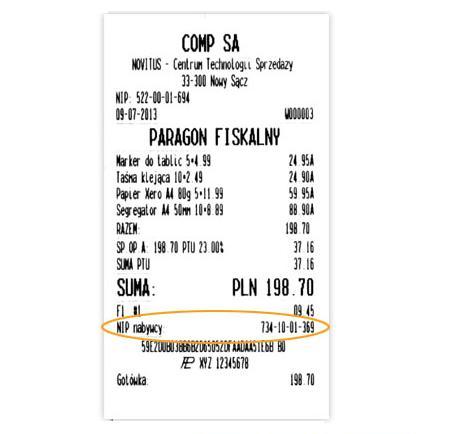 COMP SA
NOVITUS - Centrum Technologii Sprzedaży
33-300 Nowy Sącz
NIP: 522-00-01-694
09-07-2013 W000003
PARAGON FISKALNY
Marker do tablic 5*4.99 24.95A
Taśma klejąca 10*2.49 24.90A
Papier Xero A4 80g 5*11.99 59.95A
Segregator A4 50mm 10*8.89 88.90A
RAZEM: 198.70
SP.OP.A: 198.70 PTU 23.00% 37.16
SUMA PTU 37.16
SUMA: PLN 198.70
F1 #1 09:45
NIP nabywcy: 734-10-01-369
XYZ 12345678
Gotówka: 198.70